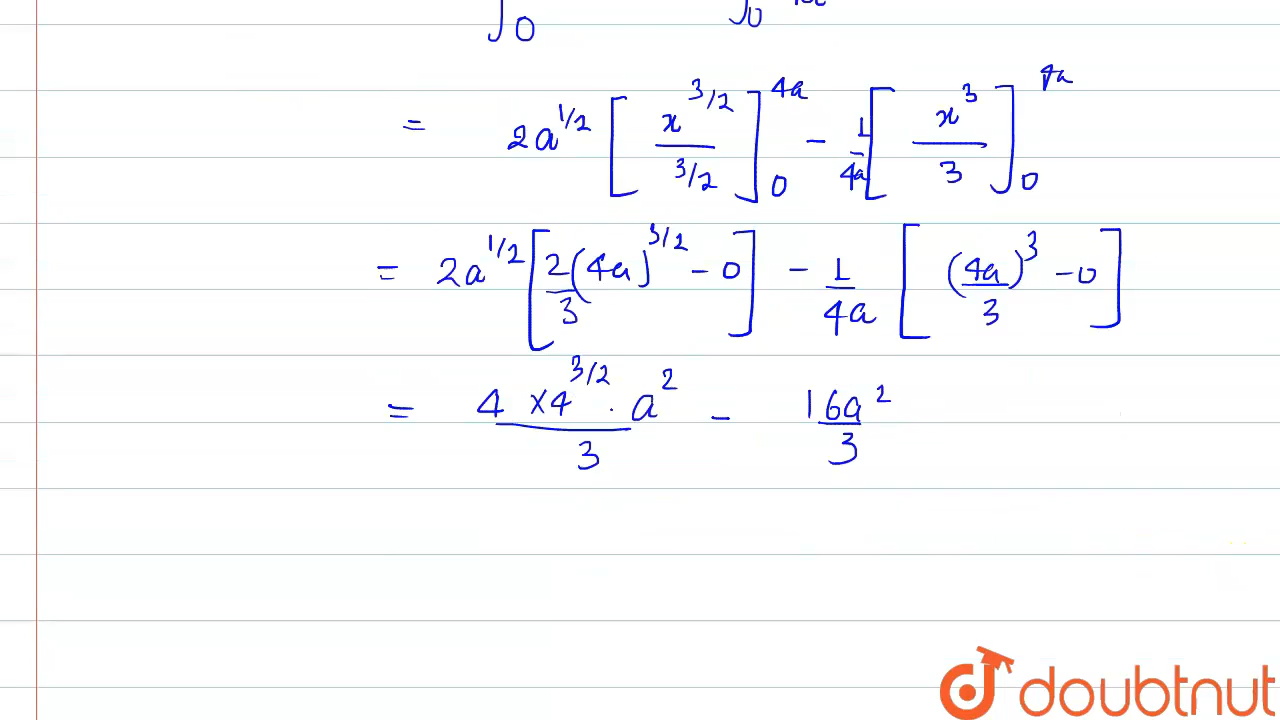 ∫0 ∫0
= 2a^1/2 [ x^3/2 / 3/2 ]_0^4a - 1/4a [ x^3 / 3 ]_0^4a
= 2a^1/2 [ 2/3 (4a)^3/2 - 0 ] - 1/4a [ (4a/3)^3 - 0 ]
= 4 × 4^3/2 · a^2 / 3 - 16a^2 / 3
doubtnut